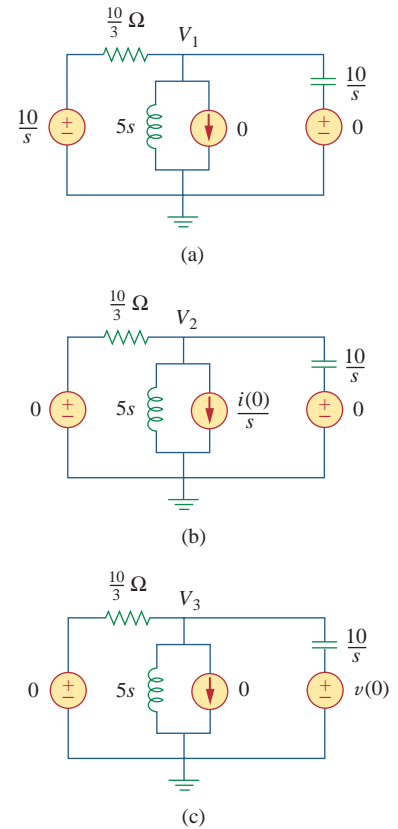 10/3 Ω
V₁
10/s
+
−
5s
0
10/s
+
−
0
(a)
10/3 Ω
V₂
0
+
−
5s
i(0)/s
10/s
+
−
0
(b)
10/3 Ω
V₃
0
+
−
5s
0
10/s
+
−
v(0)
(c)